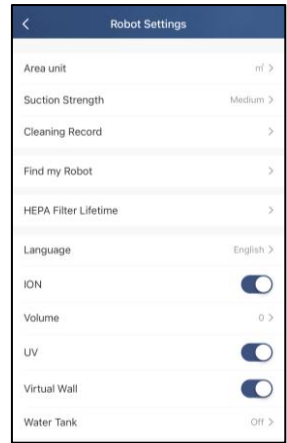 Robot Settings
Area unit ㎡
Suction Strength Medium
Cleaning Record
Find my Robot
HEPA Filter Lifetime
Language English
ION
Volume 0
UV
Virtual Wall
Water Tank Off